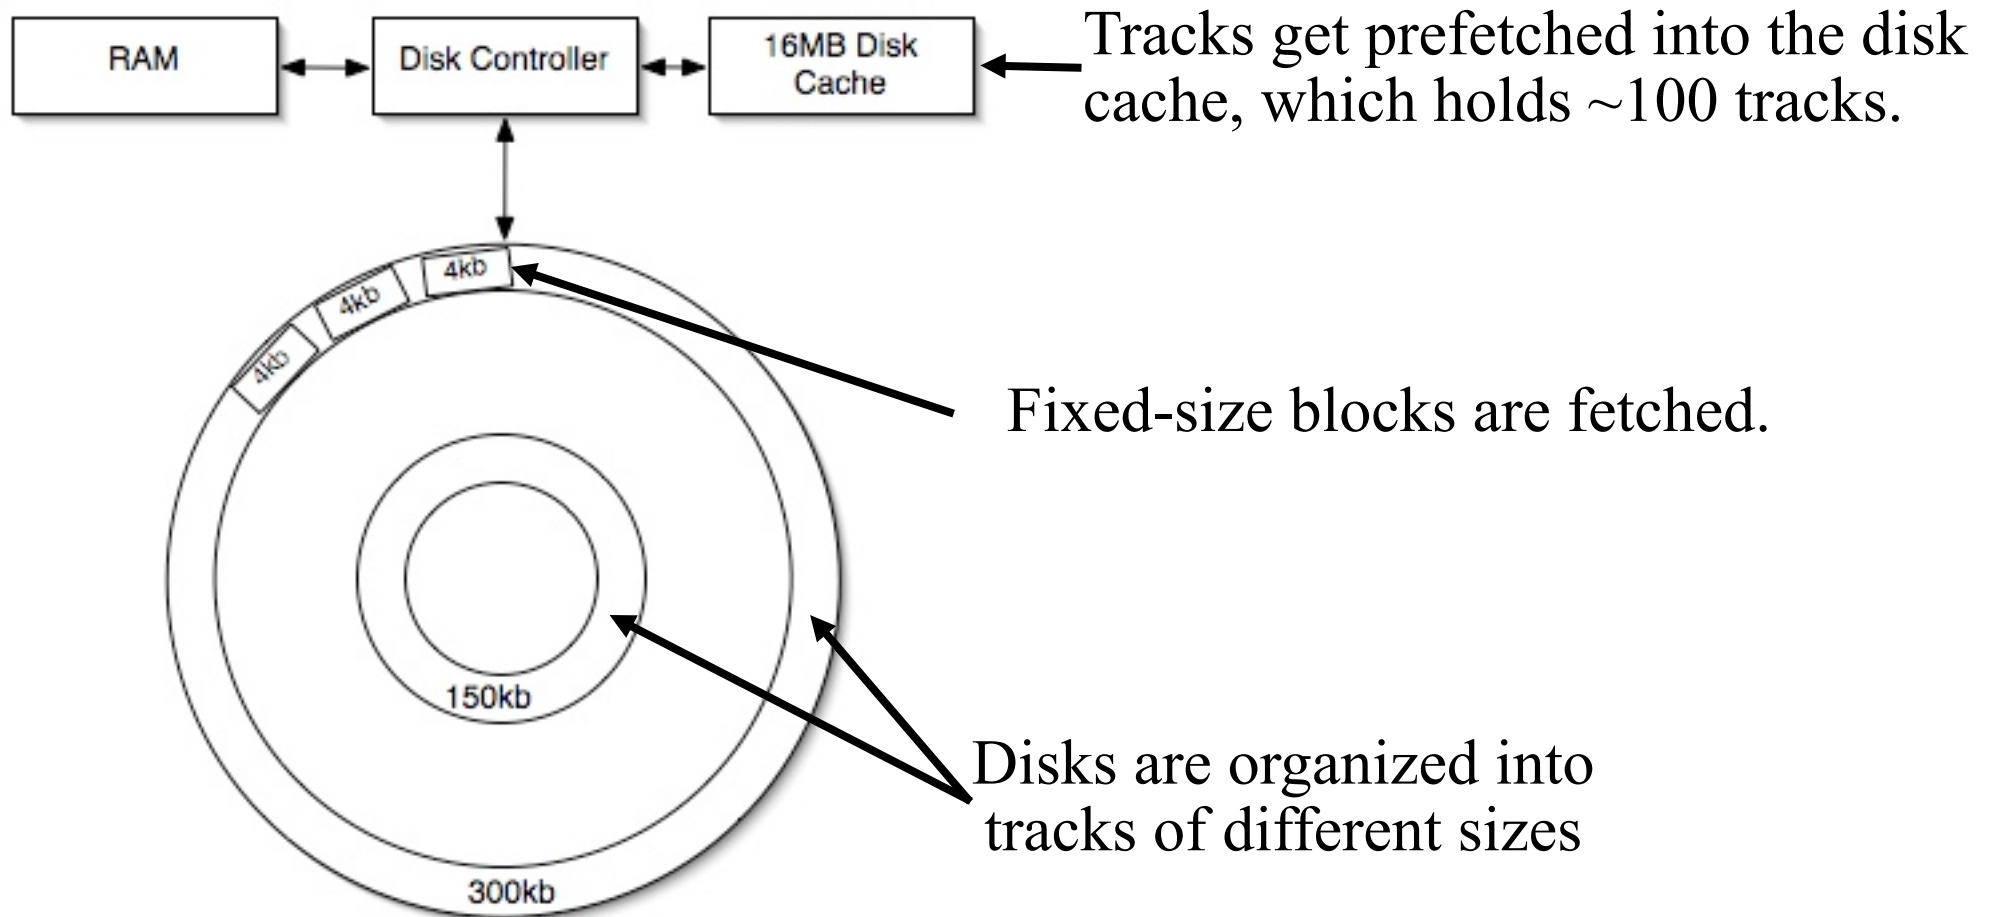 RAM
Disk Controller
16MB Disk
Cache
Tracks get prefetched into the disk
cache, which holds ~100 tracks.
4kb
4kb
4kb
Fixed-size blocks are fetched.
150kb
Disks are organized into
tracks of different sizes
300kb